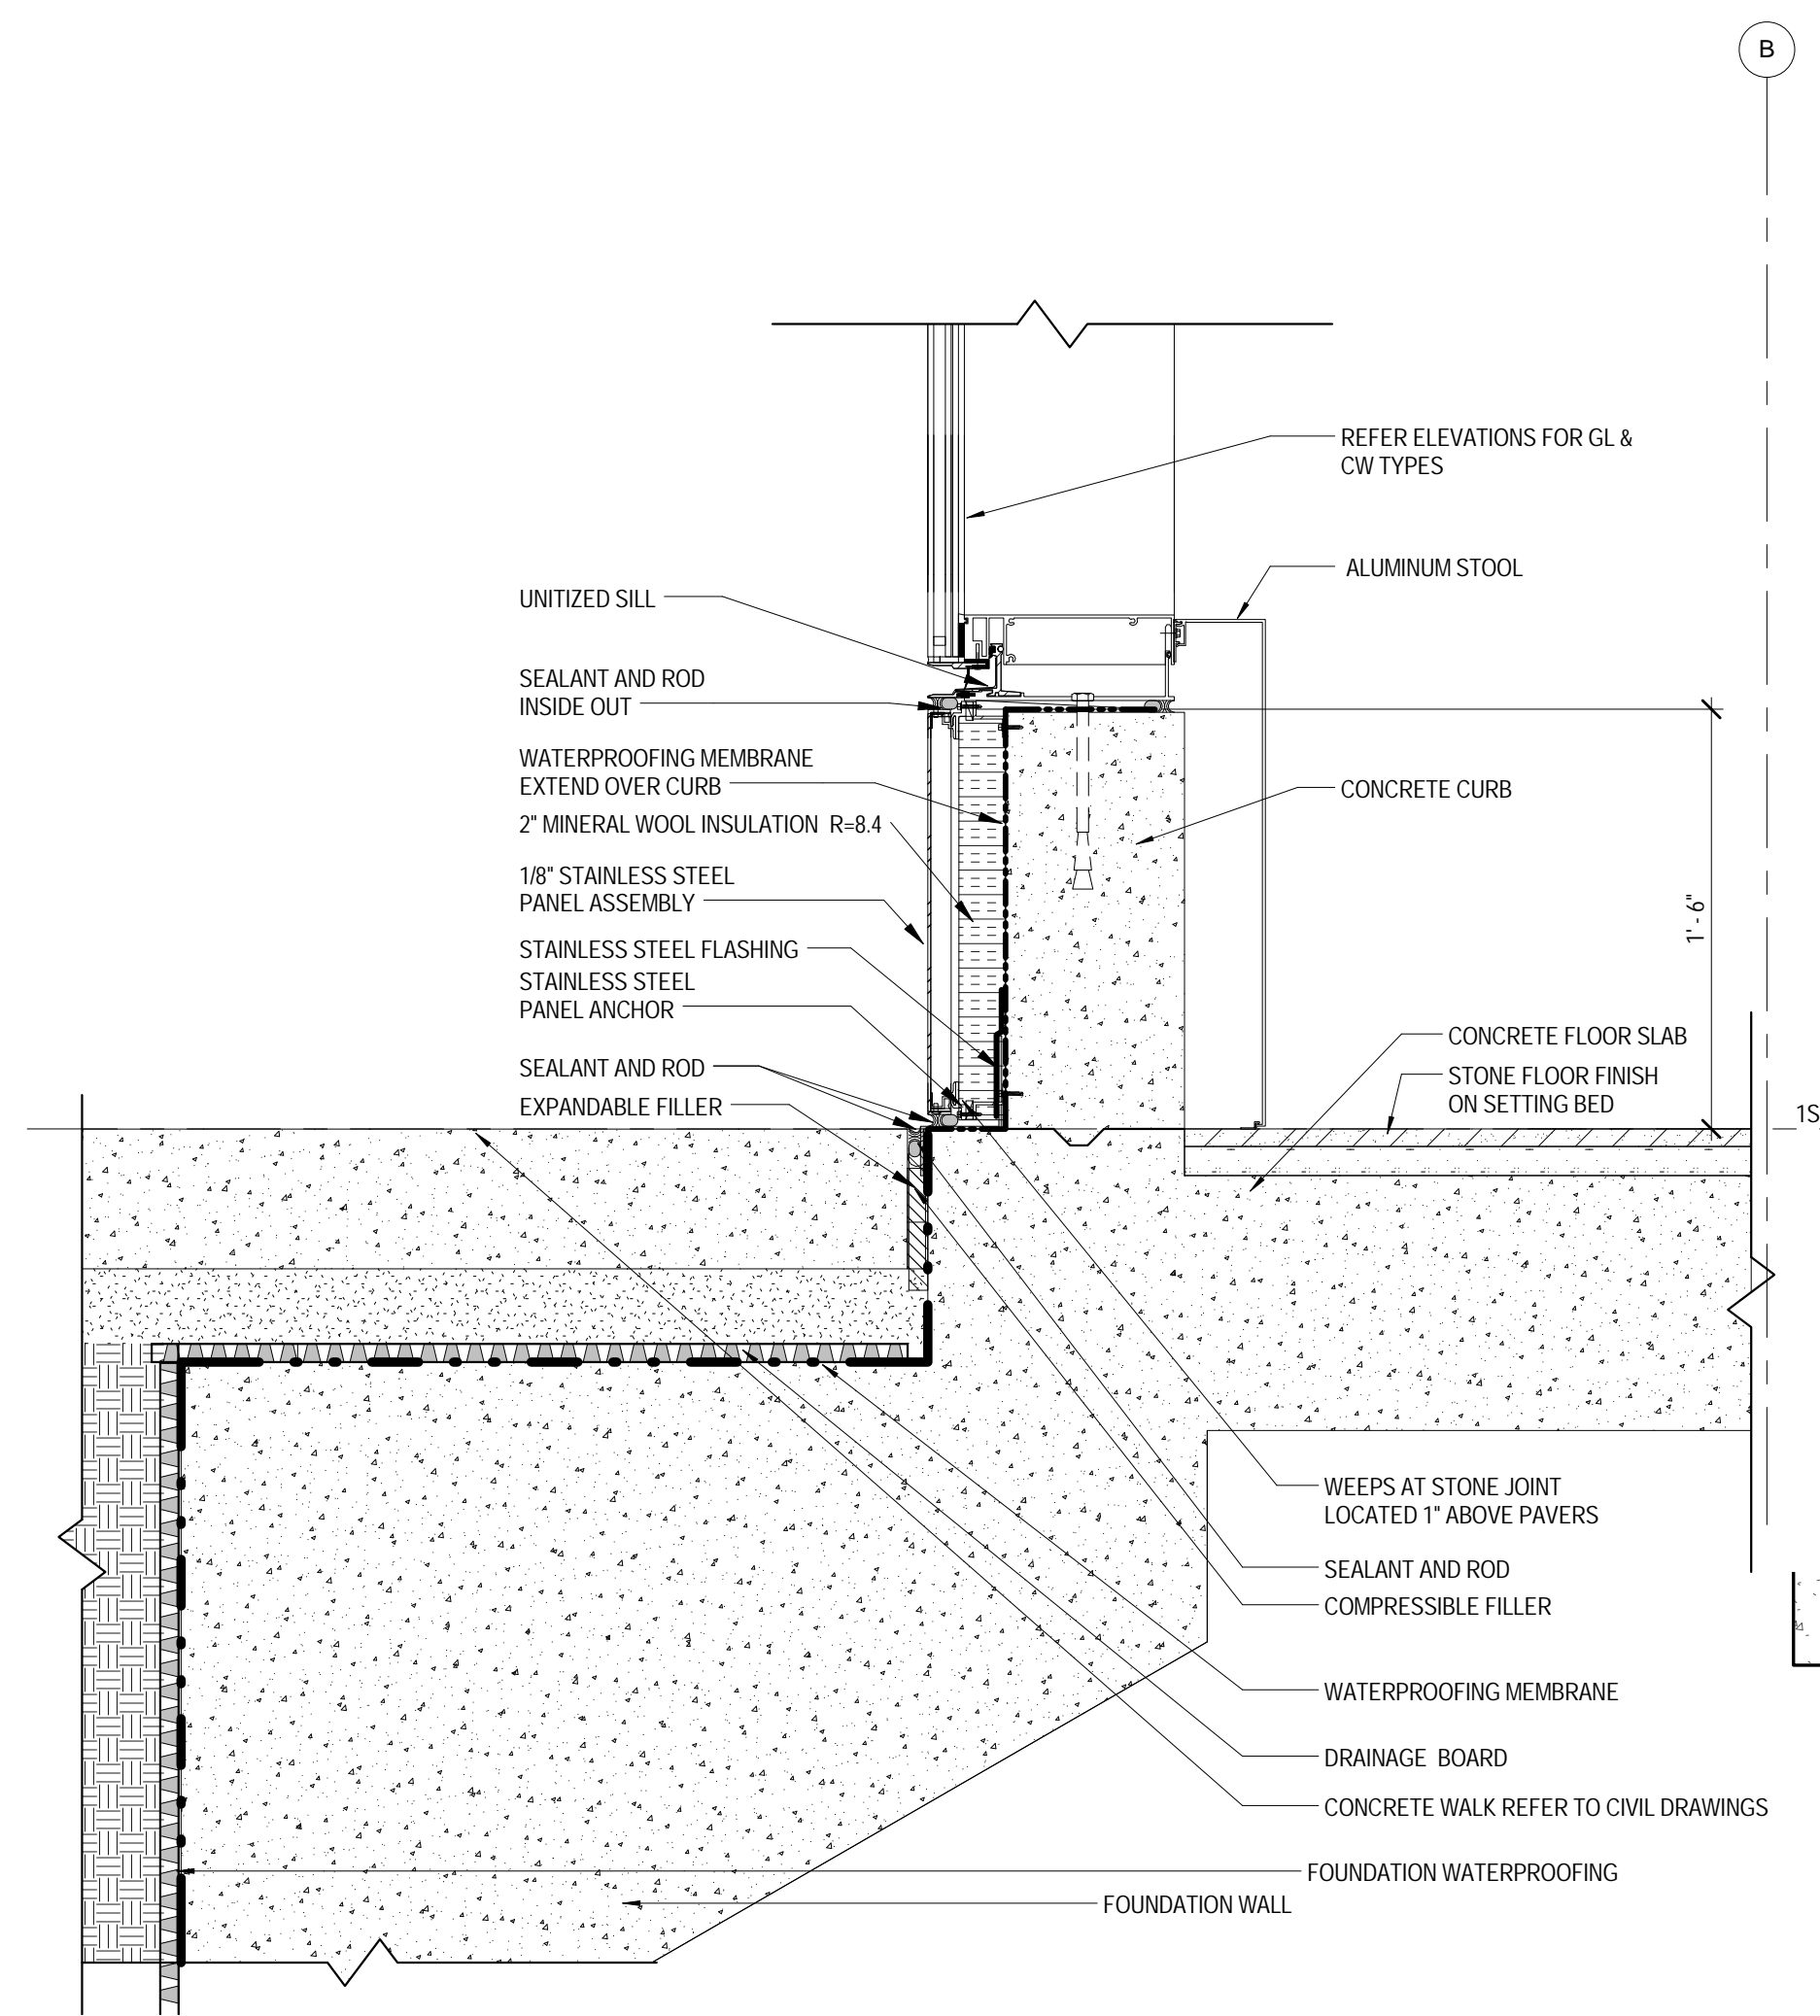 B
REFER ELEVATIONS FOR GL &
CW TYPES
ALUMINUM STOOL
UNITIZED SILL
SEALANT AND ROD
INSIDE OUT
WATERPROOFING MEMBRANE
EXTEND OVER CURB
2" MINERAL WOOL INSULATION R=8.4
1/8" STAINLESS STEEL
PANEL ASSEMBLY
STAINLESS STEEL FLASHING
STAINLESS STEEL
PANEL ANCHOR
SEALANT AND ROD
EXPANDABLE FILLER
CONCRETE CURB
1' - 6"
CONCRETE FLOOR SLAB
STONE FLOOR FINISH
ON SETTING BED
1S
WEEPS AT STONE JOINT
LOCATED 1" ABOVE PAVERS
SEALANT AND ROD
COMPRESSIBLE FILLER
WATERPROOFING MEMBRANE
DRAINAGE BOARD
CONCRETE WALK REFER TO CIVIL DRAWINGS
FOUNDATION WATERPROOFING
FOUNDATION WALL